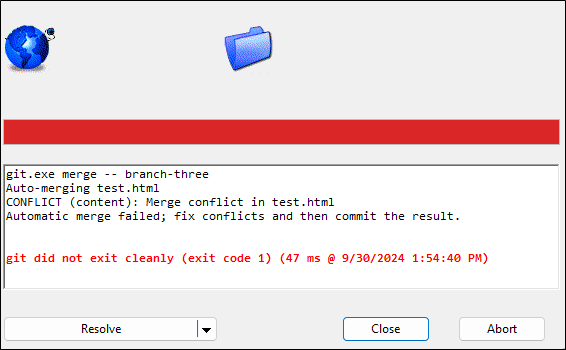 git.exe merge -- branch-three
Auto-merging test.html
CONFLICT (content): Merge conflict in test.html
Automatic merge failed; fix conflicts and then commit the result.
git did not exit cleanly (exit code 1) (47 ms @ 9/30/2024 1:54:40 PM)
Resolve
Close
Abort